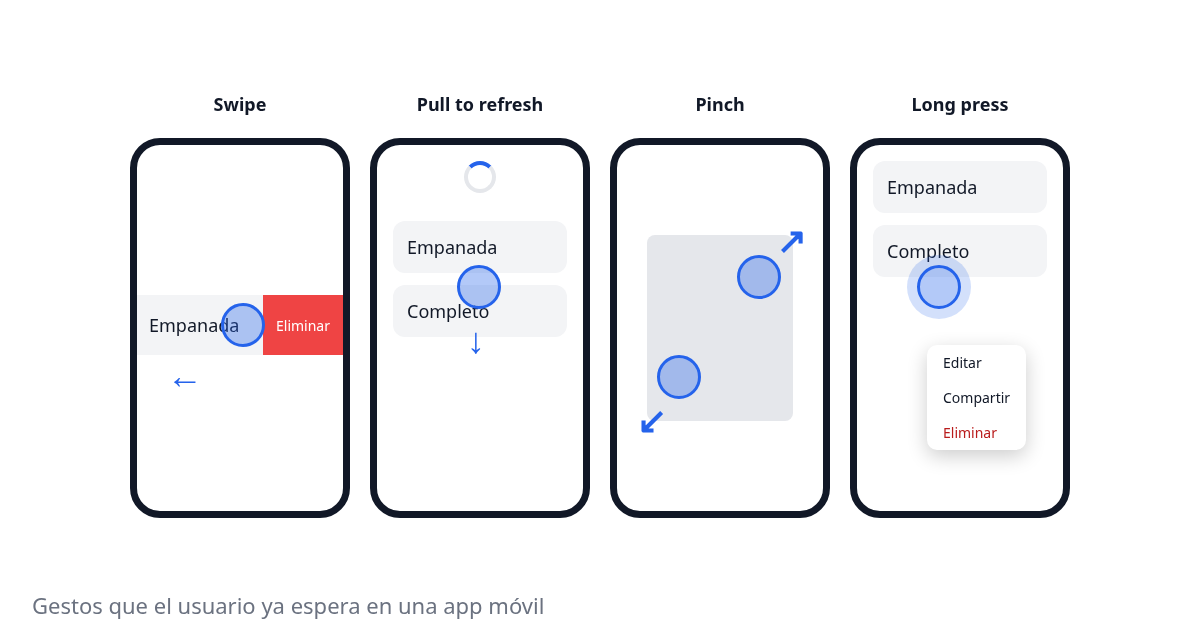 Swipe
Pull to refresh
Pinch
Long press
Empanada
Eliminar
Empanada
Completo
Empanada
Completo
Editar
Compartir
Eliminar
Gestos que el usuario ya espera en una app móvil